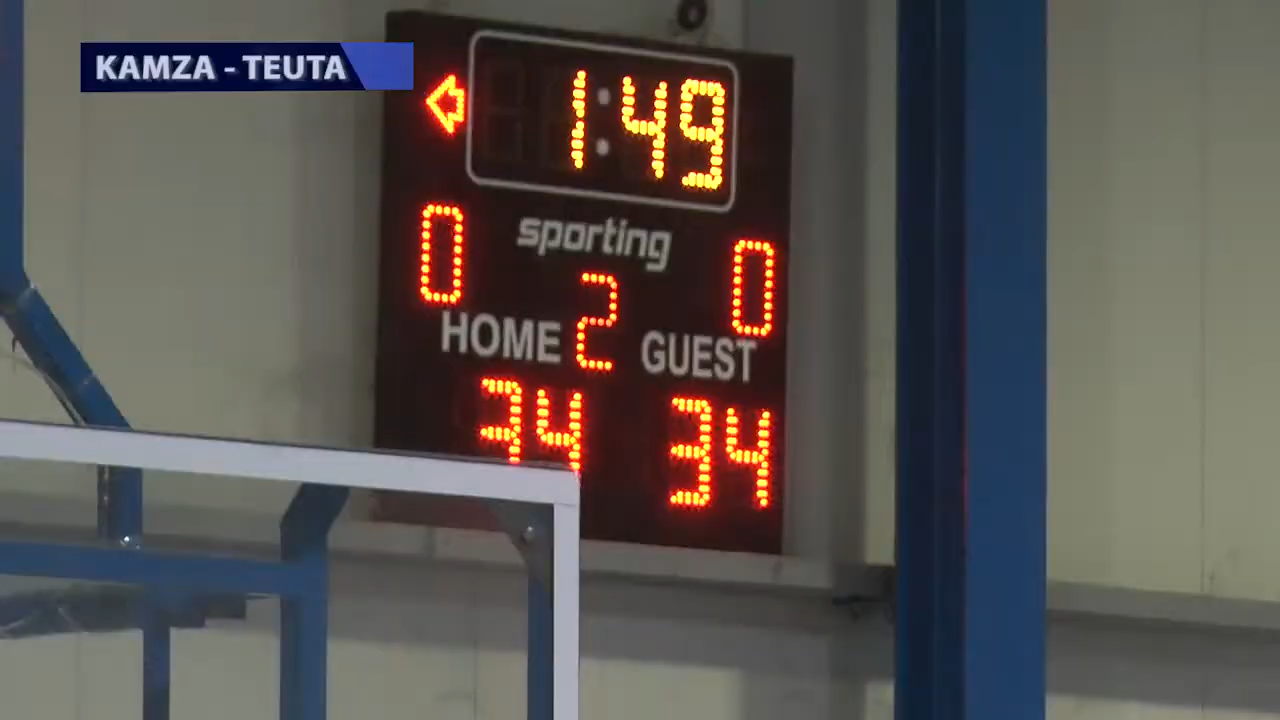 KAMZA - TEUTA
1:49
sporting
0 0
2
HOME GUEST
34 34